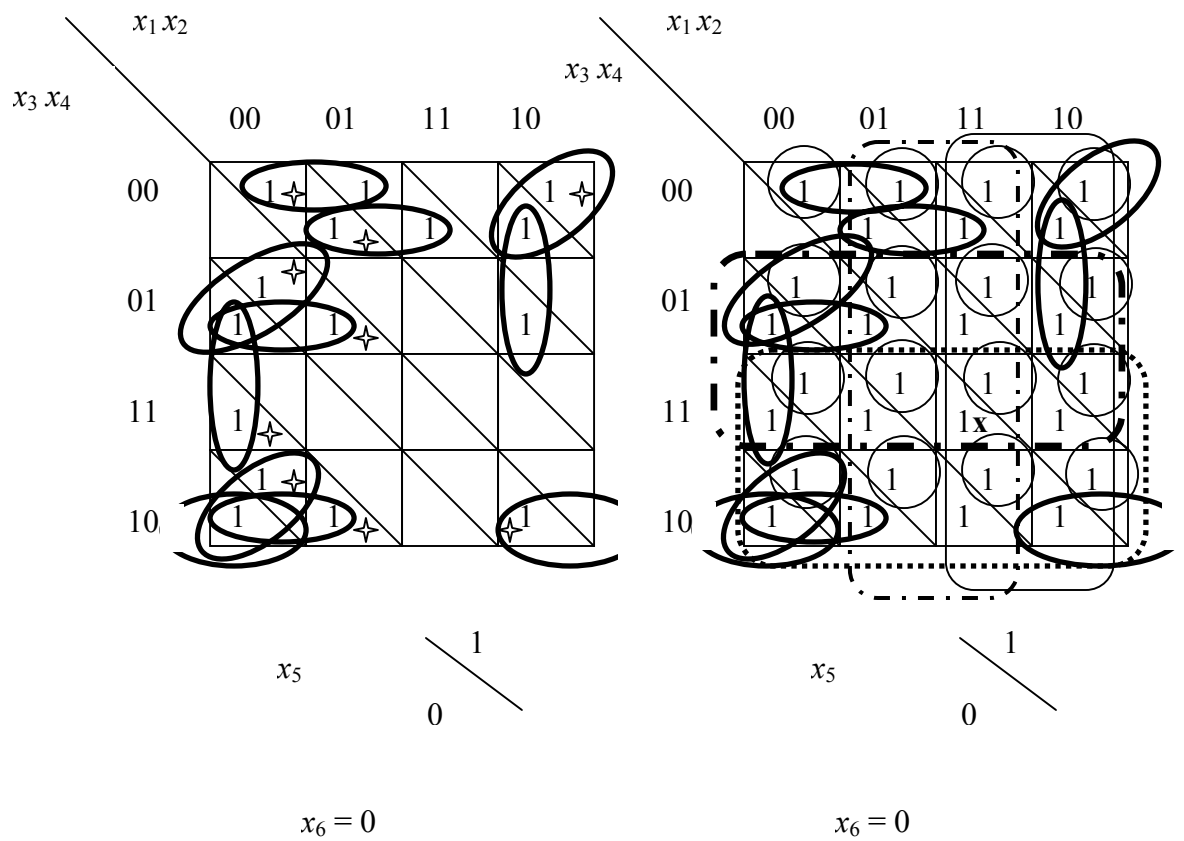 x1 x2 x1 x2
x3 x4
x3 x4
00 01 11 10 00 01 11 10
00 1 1 1 00 1 1 1 1
1 1 1 1 1 1
01 1 01 1 1 1 1
1 1 1 1 1 1 1
1 1 1 1
11 1 11 1 1 1x 1
1 1 1 1 1
10 1 1 1 10 1 1 1 1
1 1
x5 x5
0 0
x6 = 0 x6 = 0